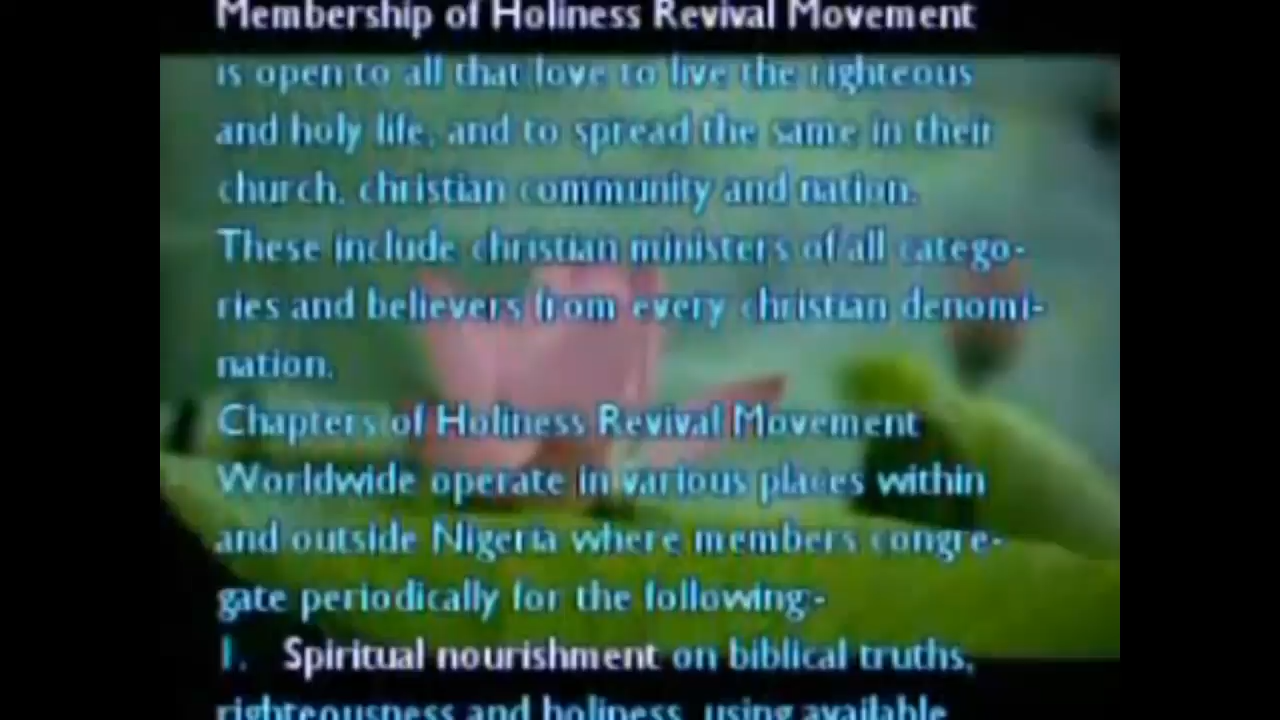 Membership of Holiness Revival Movement
is open to all that love to live the righteous
and holy life, and to spread the same in their
church, christian community and nation.
These include christian ministers of all catego-
ries and believers from every christian denomi-
nation.
Chapters of Holiness Revival Movement
Worldwide operate in various places within
and outside Nigeria where members congre-
gate periodically for the following:-
1. Spiritual nourishment on biblical truths,
righteousness and holiness, using available